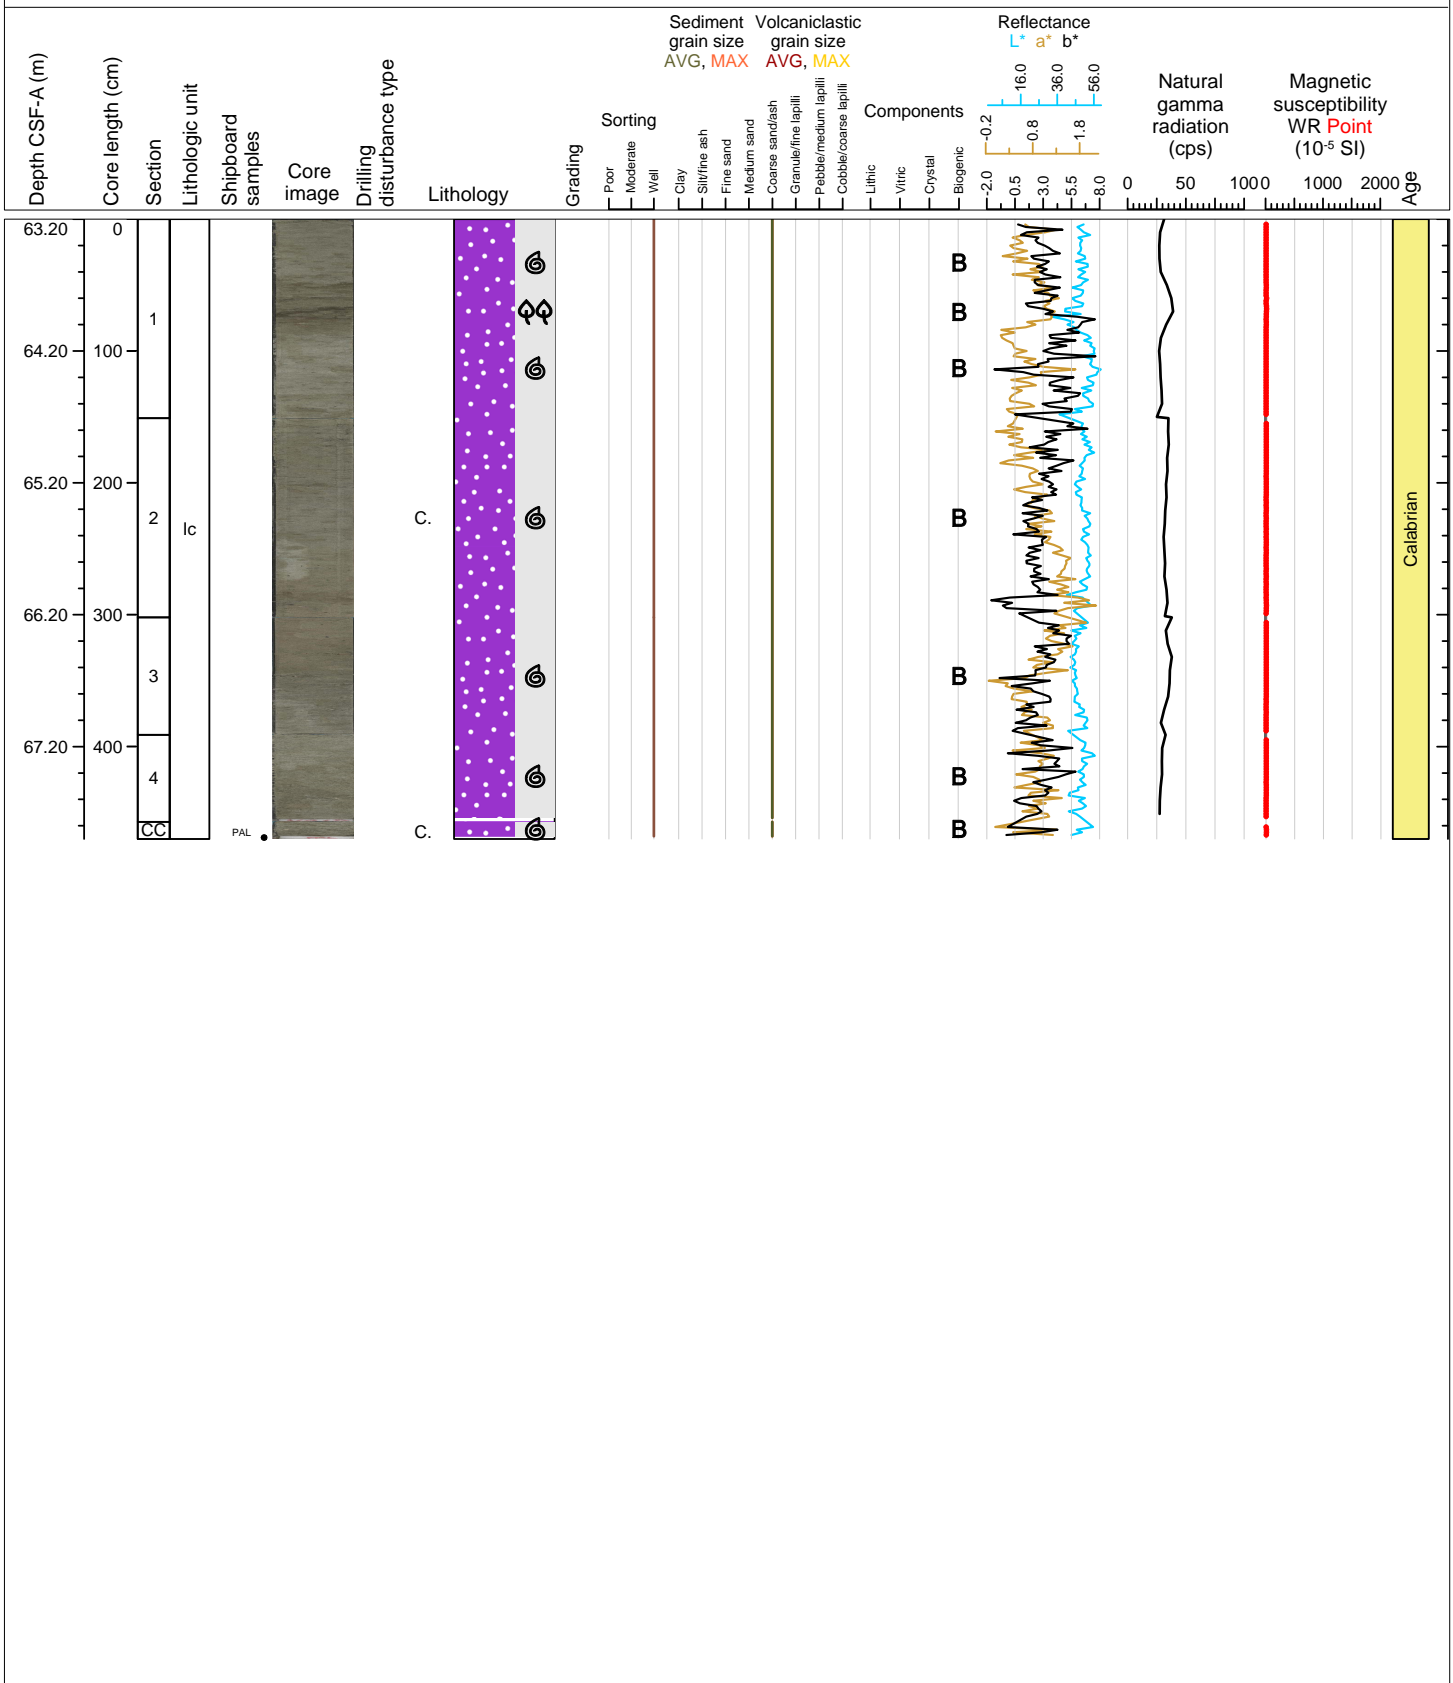 Depth CSF-A (m)
Core length (cm)
Section
Lithologic unit
Shipboard
samples
Core
image
Drilling
disturbance type
Lithology
Grading
Sorting
Poor
Moderate
Well
Sediment
grain size
AVG, MAX
Volcaniclastic
grain size
AVG, MAX
Clay
Silt/fine ash
Fine sand
Medium sand
Coarse sand/ash
Granule/fine lapilli
Pebble/medium lapilli
Cobble/coarse lapilli
Components
Lithic
Vitric
Crystal
Biogenic
Reflectance
L* a* b*
16.0 36.0 56.0
-0.2 0.8 1.8
-2.0 0.5 3.0 5.5 8.0
Natural
gamma
radiation
(cps)
0 50 100
Magnetic
susceptibility
WR Point
(10-5 SI)
0 1000 2000
Age
63.20 0
B
1
B
64.20 100
B
65.20 200
2
Ic
C.
B
Calabrian
66.20 300
3
B
67.20 400
4
B
CC
PAL
C.
B